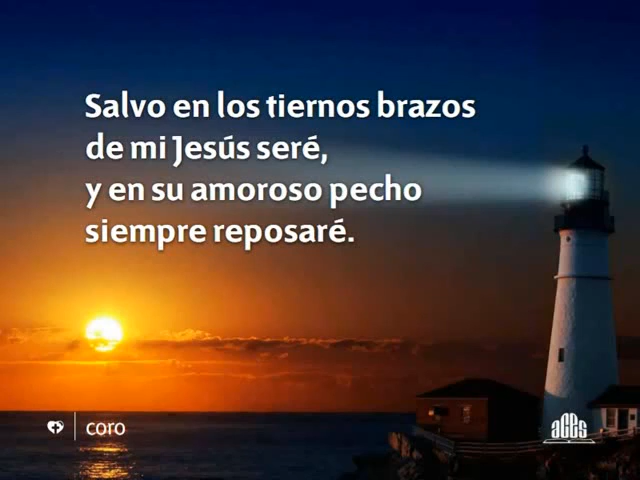 Salvo en los tiernos brazos
de mi Jesús seré,
y en su amoroso pecho
siempre reposaré.
coro
aces